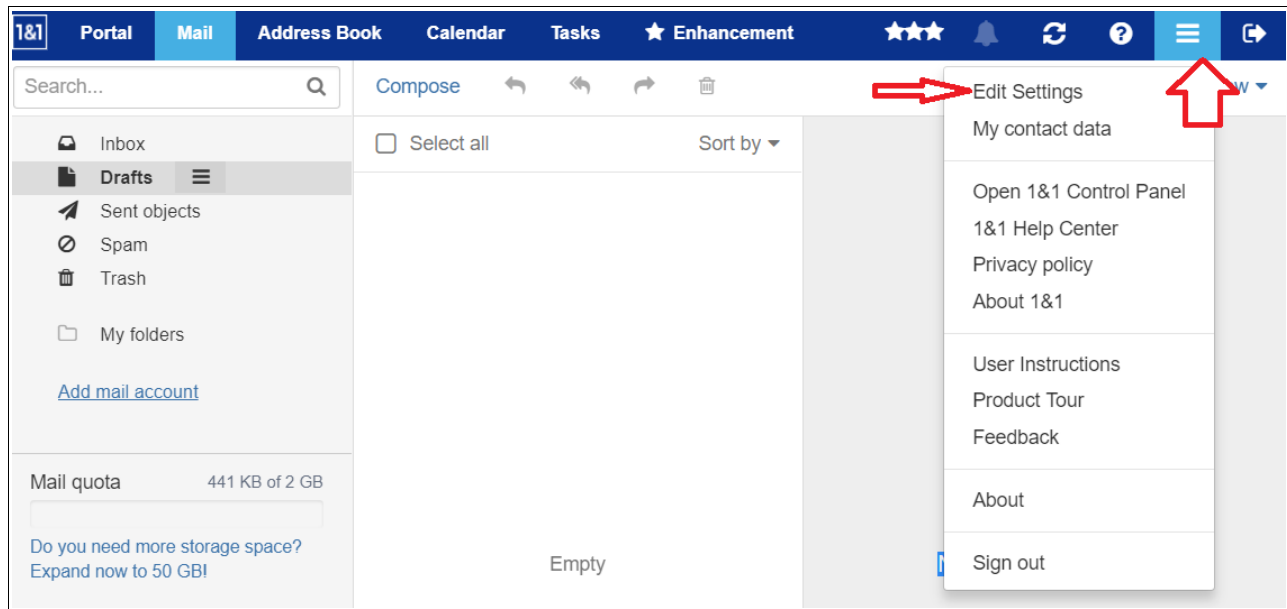 1&1 Portal Mail Address Book Calendar Tasks Enhancement
Search...
Compose
Inbox
Drafts
Sent objects
Spam
Trash
My folders
Add mail account
Mail quota 441 KB of 2 GB
Do you need more storage space?
Expand now to 50 GB!
Select all Sort by
Empty
Edit Settings
My contact data
Open 1&1 Control Panel
1&1 Help Center
Privacy policy
About 1&1
User Instructions
Product Tour
Feedback
About
Sign out